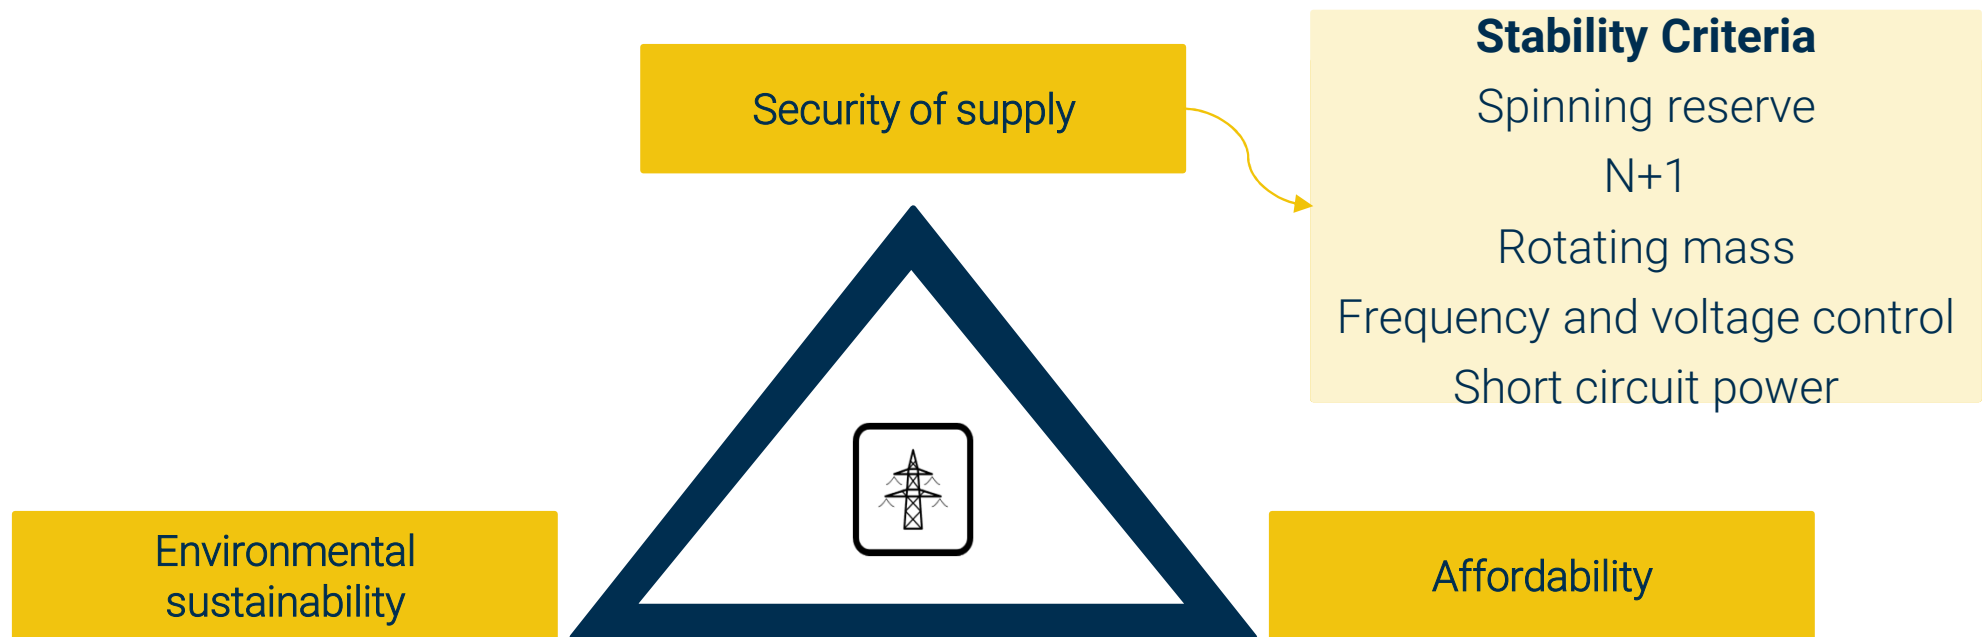 Security of supply
Stability Criteria
Spinning reserve
N+1
Rotating mass
Frequency and voltage control
Short circuit power
Environmental
sustainability
Affordability